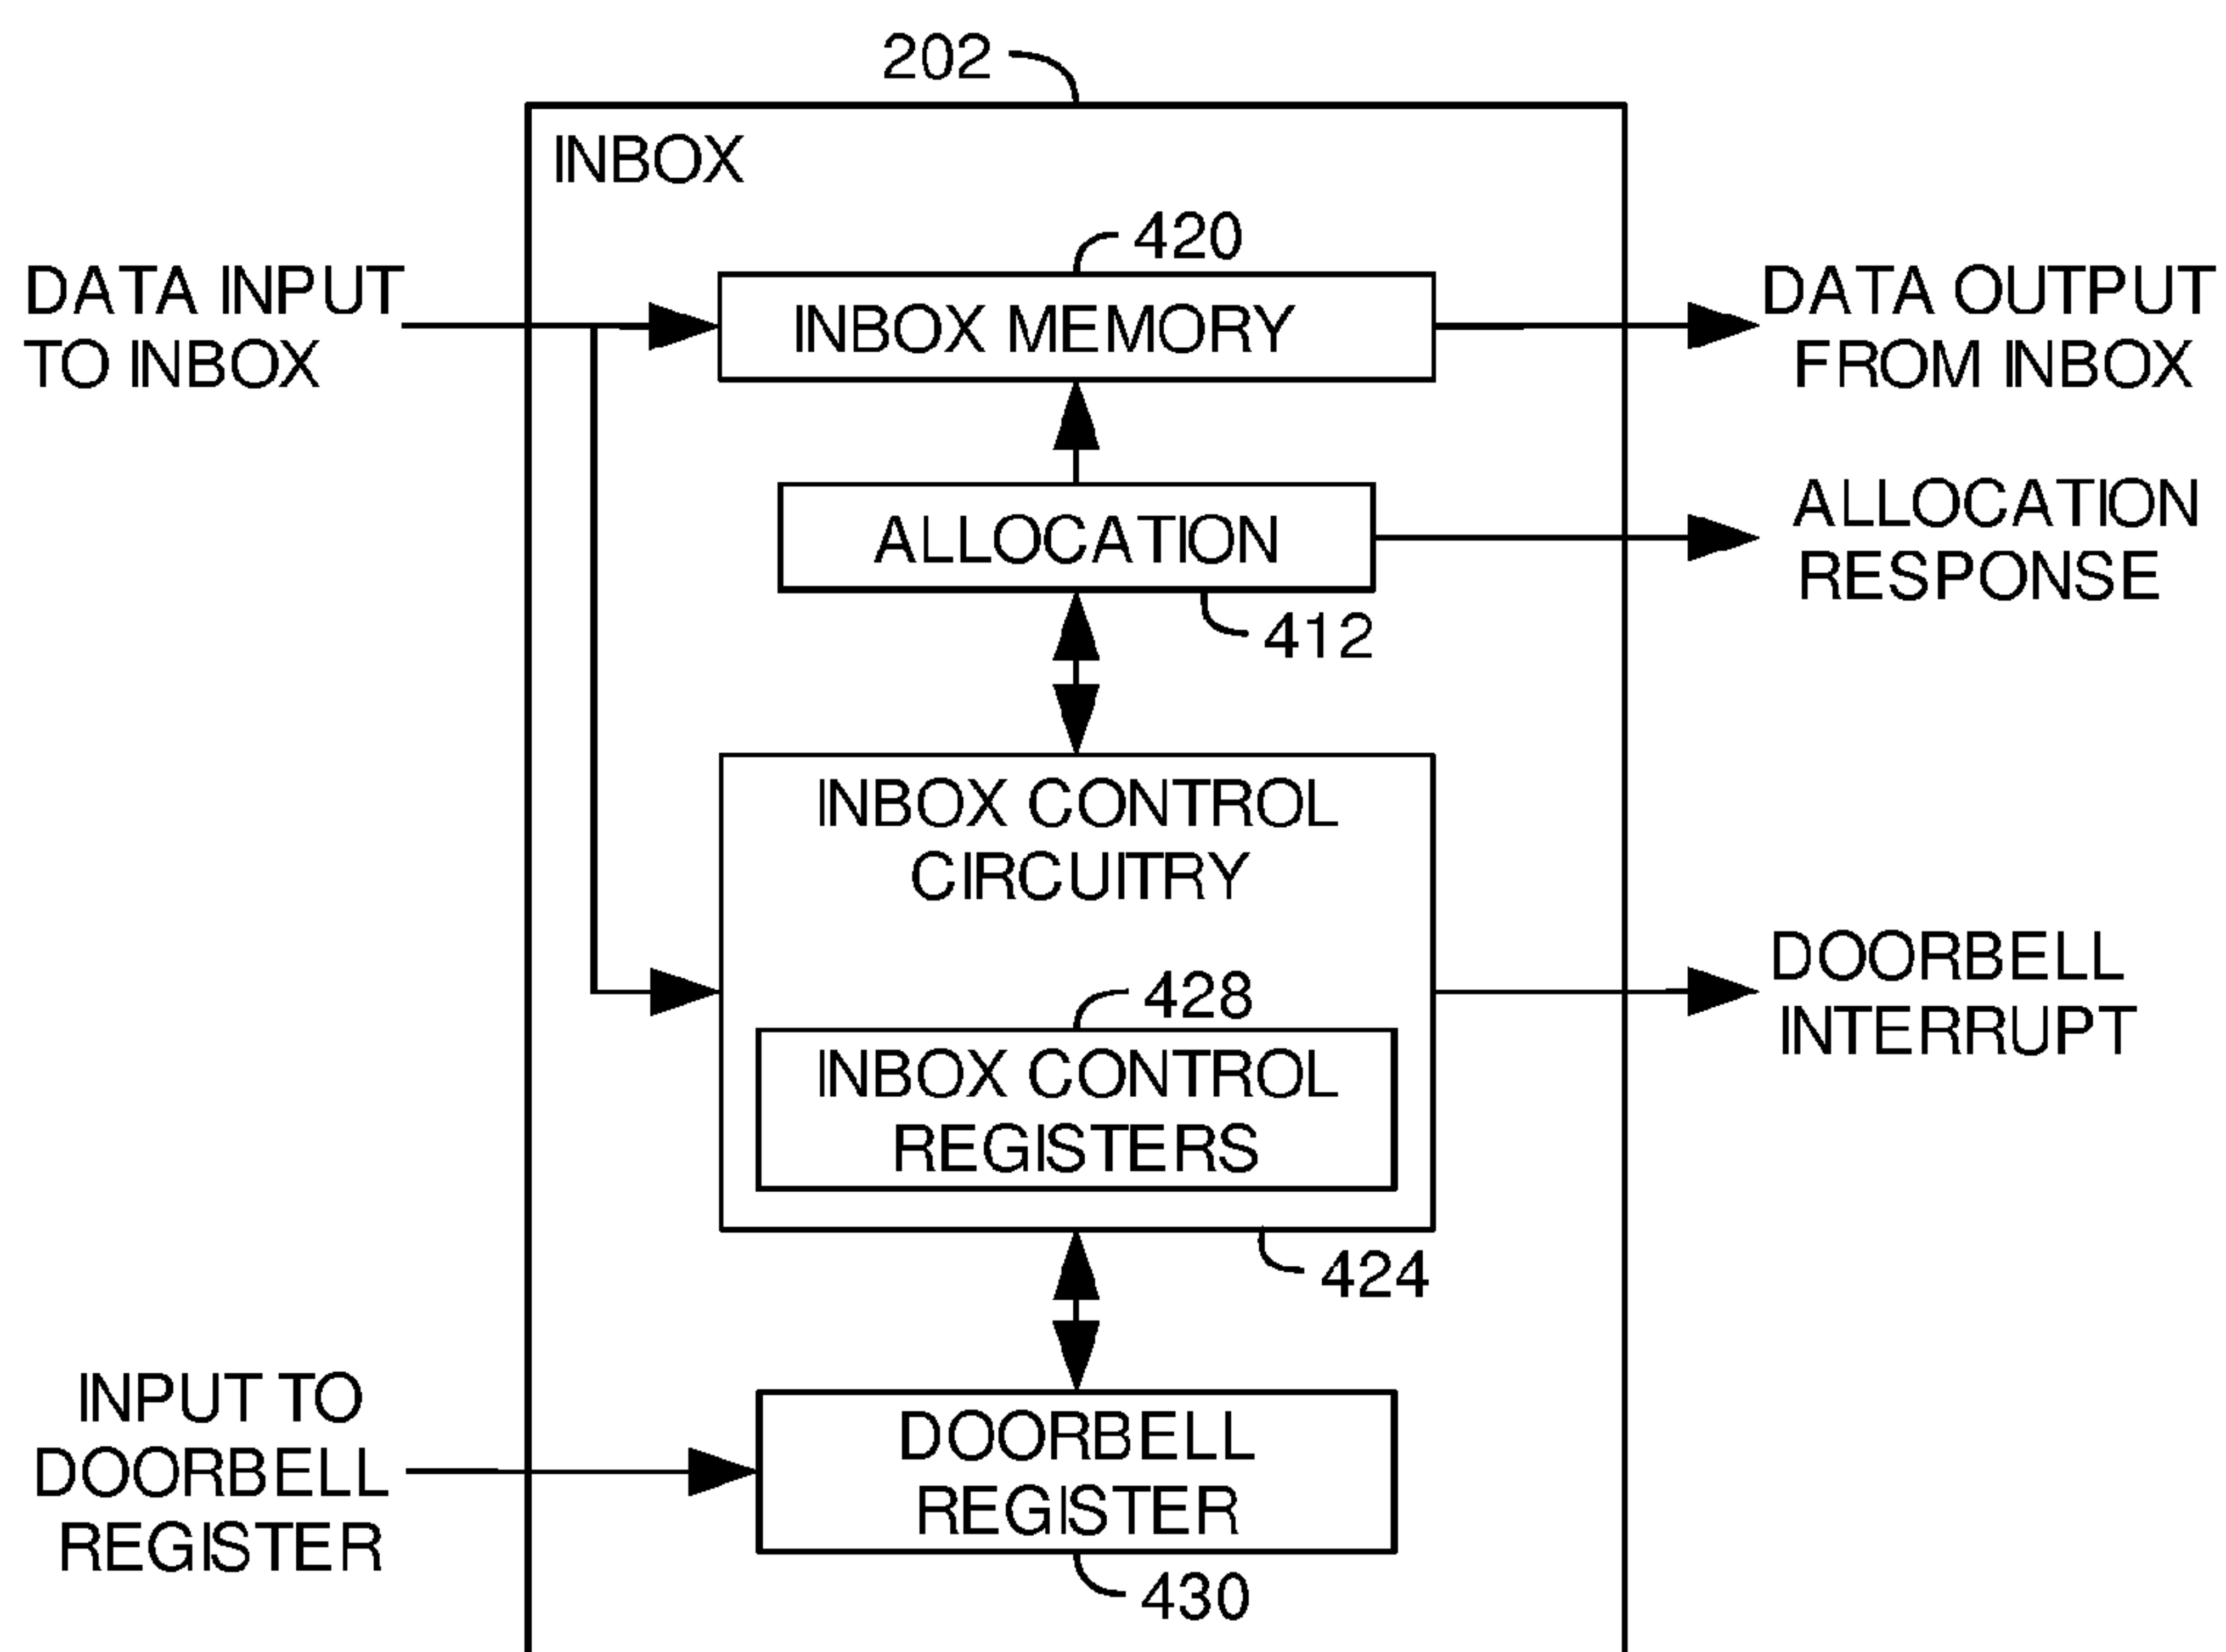 202
INBOX
420
DATA INPUT
TO INBOX
INBOX MEMORY
DATA OUTPUT
FROM INBOX
ALLOCATION
412
ALLOCATION
RESPONSE
INBOX CONTROL
CIRCUITRY
428
INBOX CONTROL
REGISTERS
424
DOORBELL
INTERRUPT
INPUT TO
DOORBELL
REGISTER
DOORBELL
REGISTER
430